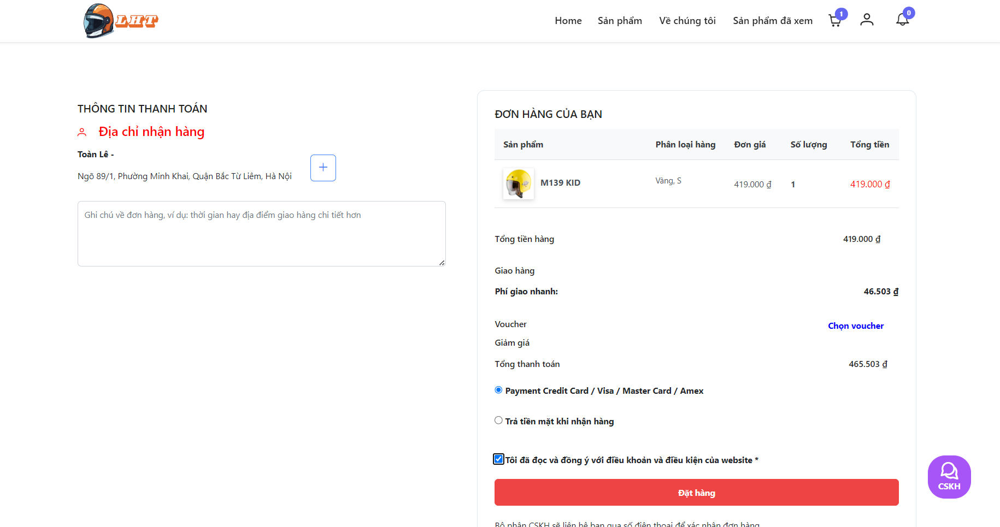 LHT
Home
Sản phẩm
Về chúng tôi
Sản phẩm đã xem
1
0
THÔNG TIN THANH TOÁN
Địa chỉ nhận hàng
Toàn Lê -
Ngõ 89/1, Phường Minh Khai, Quận Bắc Từ Liêm, Hà Nội
Ghi chú về đơn hàng, ví dụ: thời gian hay địa điểm giao hàng chi tiết hơn
ĐƠN HÀNG CỦA BẠN
Sản phẩm Phân loại hàng Đơn giá Số lượng Tổng tiền
M139 KID Vàng, S 419.000 ₫ 1 419.000 ₫
Tổng tiền hàng 419.000 ₫
Giao hàng
Phí giao nhanh: 46.503 ₫
Voucher Chọn voucher
Giảm giá
Tổng thanh toán 465.503 ₫
Payment Credit Card / Visa / Master Card / Amex
Trả tiền mặt khi nhận hàng
Tôi đã đọc và đồng ý với điều khoản và điều kiện của website *
Đặt hàng
CSKH
Bộ phận CSKH sẽ liên hệ bạn qua số điện thoại để xác nhận đơn hàng